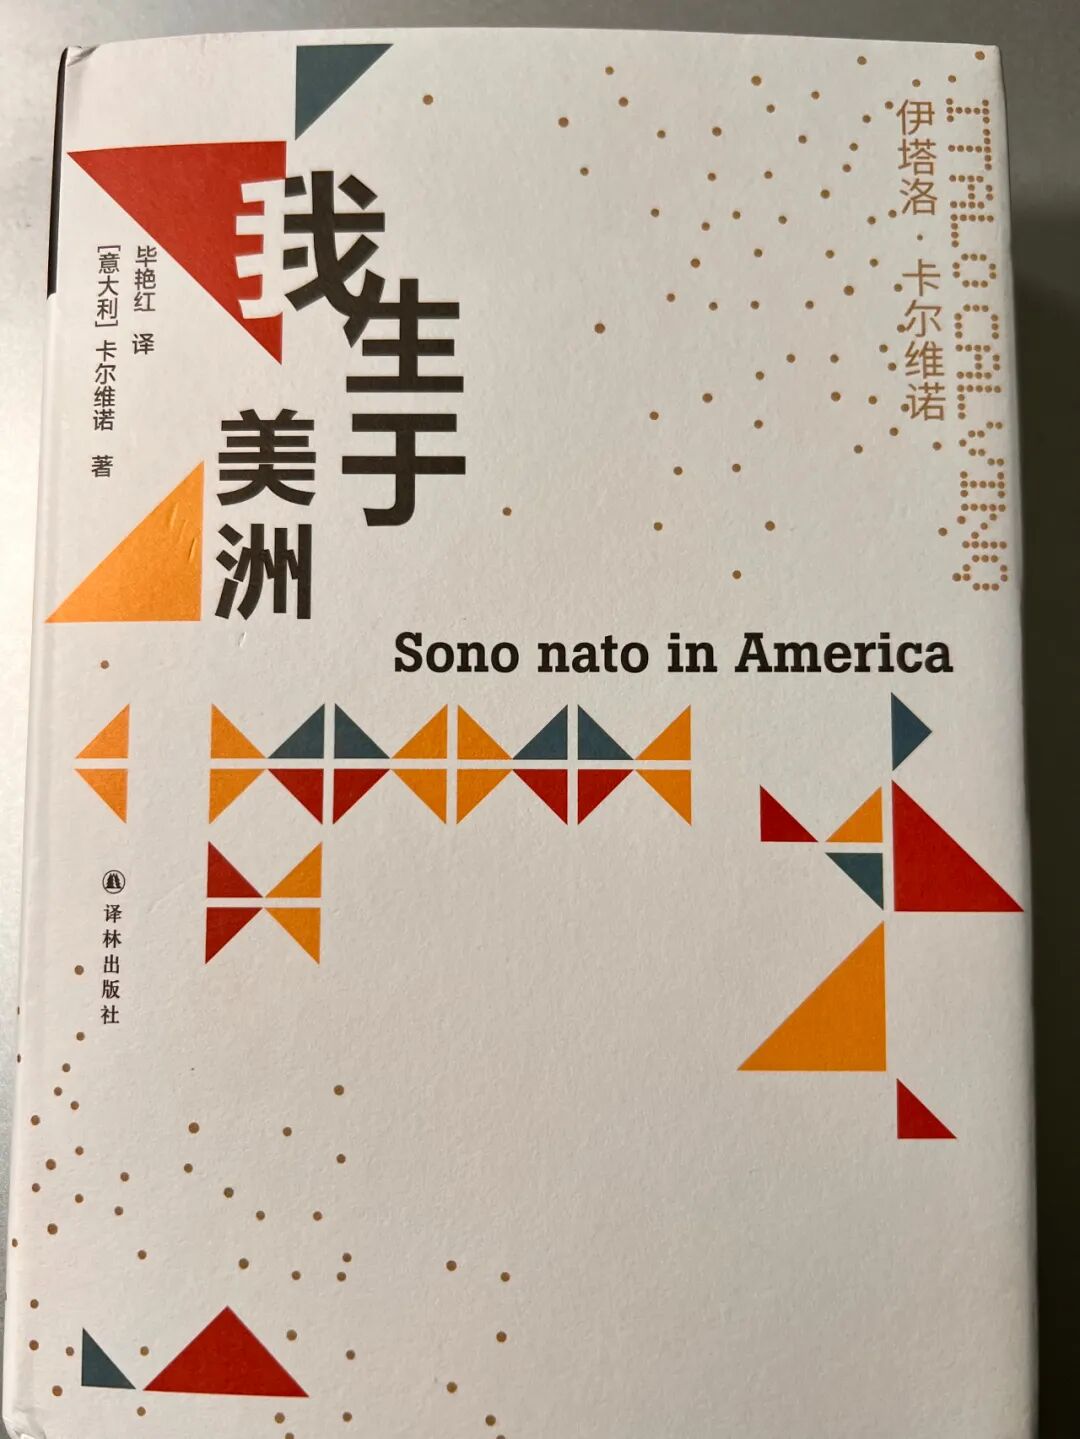 伊塔洛·卡尔维诺
ITALO CALVINO
我生于
美洲
毕艳红 译
[意大利] 卡尔维诺 著
Sono nato in America
译林出版社